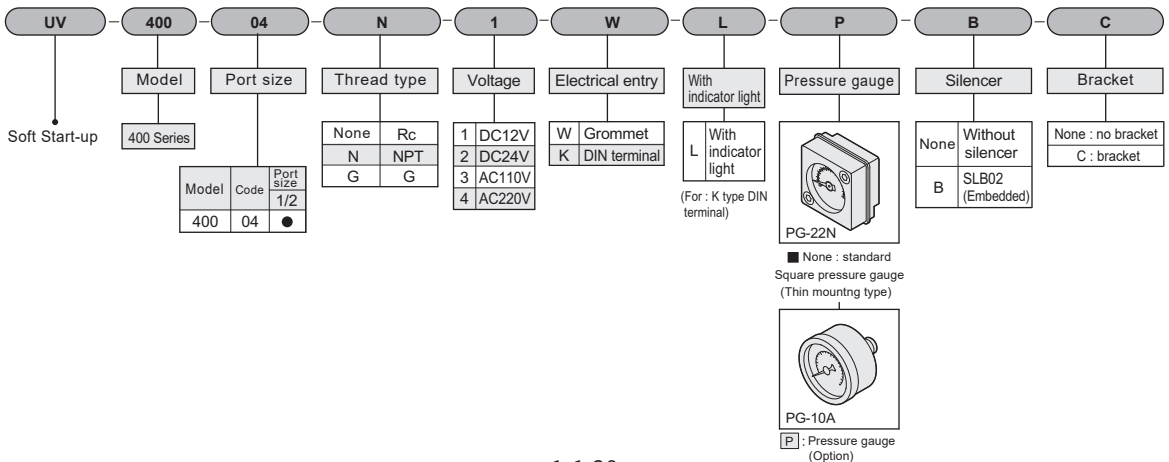 UV - 400 - 04 - N - 1 - W - L - P - B - C
Soft Start-up
Model
400 Series
Port size
Model Code Port size
1/2
400 04 ●
Thread type
None Rc
N NPT
G G
Voltage
1 DC12V
2 DC24V
3 AC110V
4 AC220V
Electrical entry
W Grommet
K DIN terminal
With
indicator light
L With
indicator
light
(For : K type DIN
terminal)
Pressure gauge
PG-22N
■ None : standard
Square pressure gauge
(Thin mountng type)
PG-10A
P : Pressure gauge
(Option)
Silencer
None Without
silencer
B SLB02
(Embedded)
Bracket
None : no bracket
C : bracket